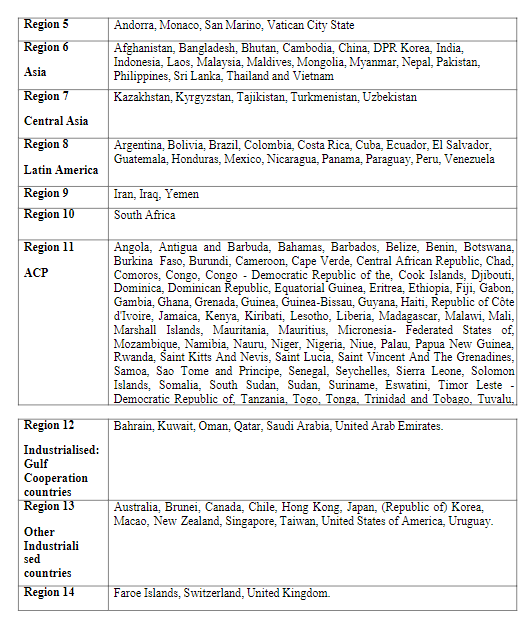 Region 5
Andorra, Monaco, San Marino, Vatican City State
Region 6
Asia
Afghanistan, Bangladesh, Bhutan, Cambodia, China, DPR Korea, India,
Indonesia, Laos, Malaysia, Maldives, Mongolia, Myanmar, Nepal, Pakistan,
Philippines, Sri Lanka, Thailand and Vietnam
Region 7
Central Asia
Kazakhstan, Kyrgyzstan, Tajikistan, Turkmenistan, Uzbekistan
Region 8
Latin America
Argentina, Bolivia, Brazil, Colombia, Costa Rica, Cuba, Ecuador, El Salvador,
Guatemala, Honduras, Mexico, Nicaragua, Panama, Paraguay, Peru, Venezuela
Region 9
Iran, Iraq, Yemen
Region 10
South Africa
Region 11
ACP
Angola, Antigua and Barbuda, Bahamas, Barbados, Belize, Benin, Botswana,
Burkina Faso, Burundi, Cameroon, Cape Verde, Central African Republic, Chad,
Comoros, Congo, Congo - Democratic Republic of the, Cook Islands, Djibouti,
Dominica, Dominican Republic, Equatorial Guinea, Eritrea, Ethiopia, Fiji, Gabon,
Gambia, Ghana, Grenada, Guinea, Guinea-Bissau, Guyana, Haiti, Republic of Côte
d'Ivoire, Jamaica, Kenya, Kiribati, Lesotho, Liberia, Madagascar, Malawi, Mali,
Marshall Islands, Mauritania, Mauritius, Micronesia- Federated States of,
Mozambique, Namibia, Nauru, Niger, Nigeria, Niue, Palau, Papua New Guinea,
Rwanda, Saint Kitts And Nevis, Saint Lucia, Saint Vincent And The Grenadines,
Samoa, Sao Tome and Principe, Senegal, Seychelles, Sierra Leone, Solomon
Islands, Somalia, South Sudan, Sudan, Suriname, Eswatini, Timor Leste -
Democratic Republic of, Tanzania, Togo, Tonga, Trinidad and Tobago, Tuvalu,
Region 12
Industrialised:
Gulf
Cooperation
countries
Bahrain, Kuwait, Oman, Qatar, Saudi Arabia, United Arab Emirates.
Region 13
Other
Industriali
sed
countries
Australia, Brunei, Canada, Chile, Hong Kong, Japan, (Republic of) Korea,
Macao, New Zealand, Singapore, Taiwan, United States of America, Uruguay.
Region 14
Faroe Islands, Switzerland, United Kingdom.